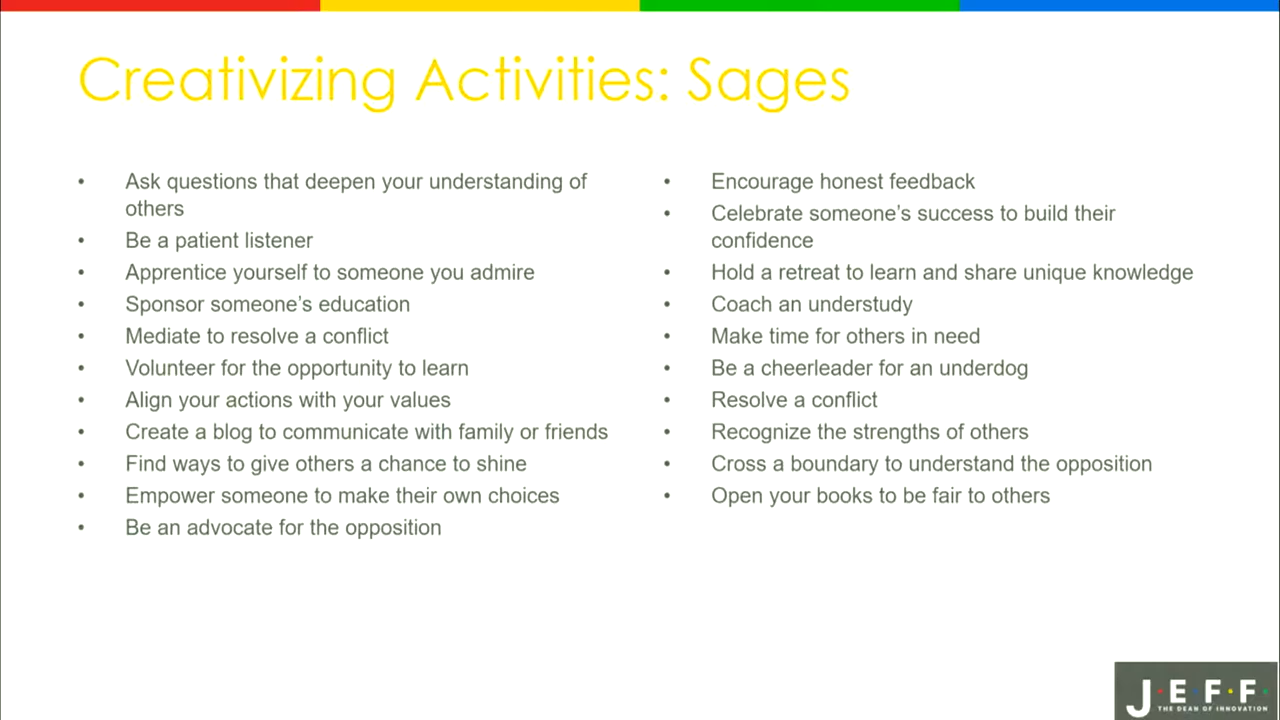 Creativizing Activities: Sages
• Ask questions that deepen your understanding of
others
• Be a patient listener
• Apprentice yourself to someone you admire
• Sponsor someone’s education
• Mediate to resolve a conflict
• Volunteer for the opportunity to learn
• Align your actions with your values
• Create a blog to communicate with family or friends
• Find ways to give others a chance to shine
• Empower someone to make their own choices
• Be an advocate for the opposition
• Encourage honest feedback
• Celebrate someone’s success to build their
confidence
• Hold a retreat to learn and share unique knowledge
• Coach an understudy
• Make time for others in need
• Be a cheerleader for an underdog
• Resolve a conflict
• Recognize the strengths of others
• Cross a boundary to understand the opposition
• Open your books to be fair to others
J·E·F·F·
THE DEAN OF INNOVATION